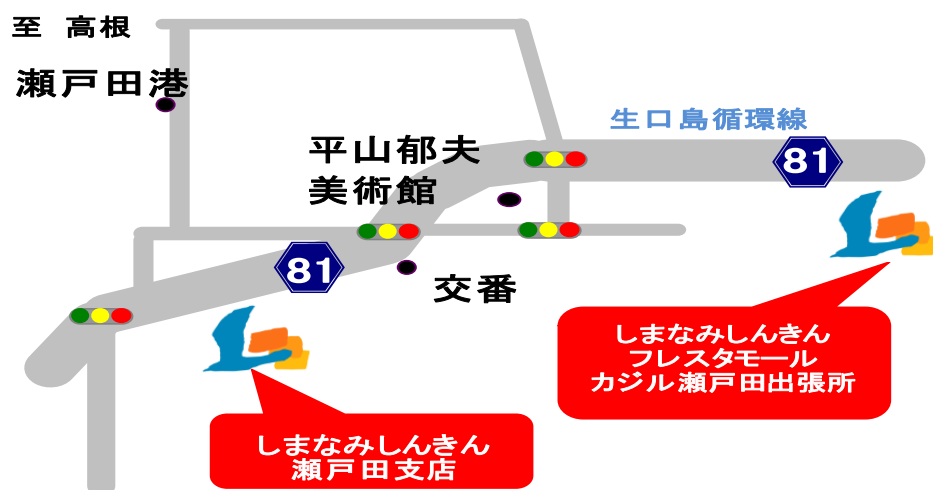 至 高根
瀬戸田港
生口島循環線
平山郁夫
美術館
81
81
交番
しまなみしんきん
フレスタモール
カジル瀬戸田出張所
しまなみしんきん
瀬戸田支店